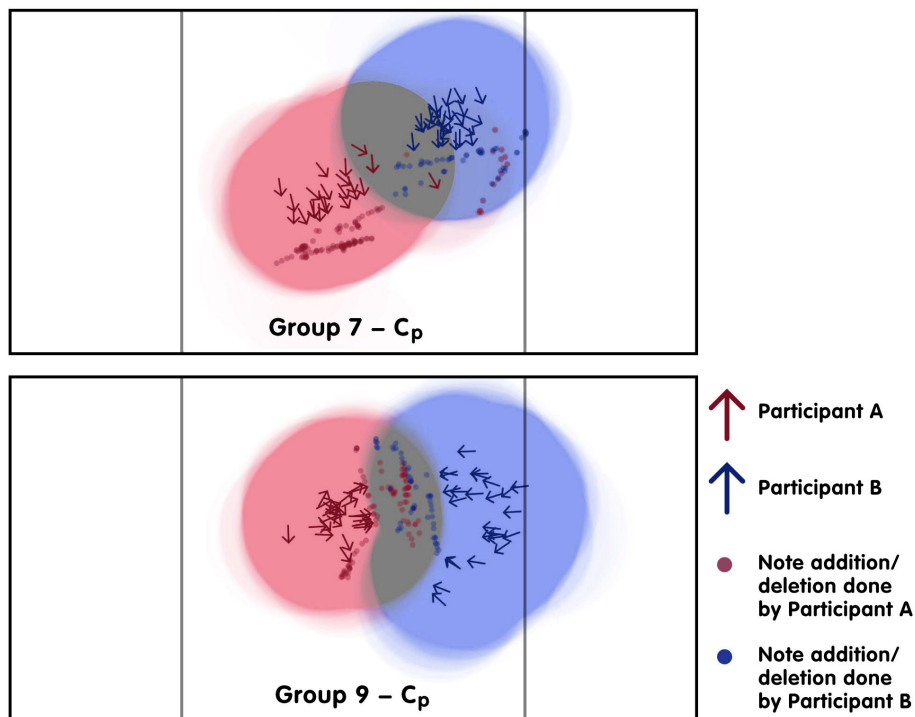 Group 7 – Cp
Group 9 – Cp
Participant A
Participant B
Note addition/
deletion done
by Participant A
Note addition/
deletion done
by Participant B